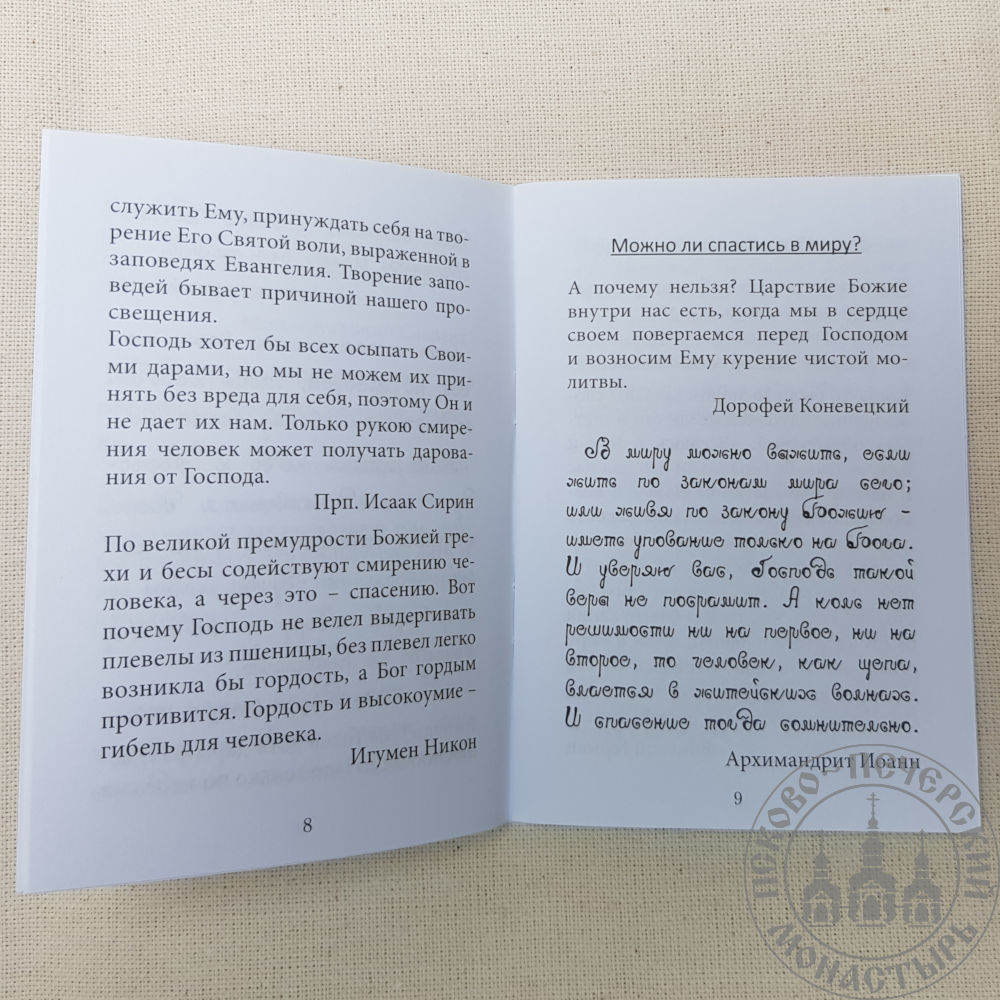 служить Ему, принуждать себя на тво-
рение Его Святой воли, выраженной в
заповедях Евангелия. Творение запо-
ведей бывает причиной нашего про-
свещения.
Господь хотел бы всех осыпать Свои-
ми дарами, но мы не можем их при-
нять без вреда для себя, поэтому Он и
не дает их нам. Только рукою смире-
ния человек может получать дарова-
ния от Господа.
Прп. Исаак Сирин
По великой премудрости Божией гре-
хи и бесы содействуют смирению че-
ловека, а через это – спасению. Вот
почему Господь не велел выдергивать
плевелы из пшеницы, без плевел легко
возникла бы гордость, а Бог гордым
противится. Гордость и высокоумие –
гибель для человека.
Игумен Никон
8
Можно ли спастись в миру?
А почему нельзя? Царствие Божие
внутри нас есть, когда мы в сердце
своем повергаемся перед Господом
и возносим Ему курение чистой мо-
литвы.
Дорофей Коневецкий
В миру можно выжить, если
жить по законам мира сего;
или живя по закону Божию -
иметь упование только на Бога.
И уверяю вас, Господь такой
веры не посрамит. А коль нет
решимости ни на первое, ни на
второе, то человек, как щепа,
влается в житейских волнах.
И спасение тогда сомнительно.
Архимандрит Иоанн
9
ПСКОВО-ПЕЧЕРСКИЙ
МОНАСТЫРЬ